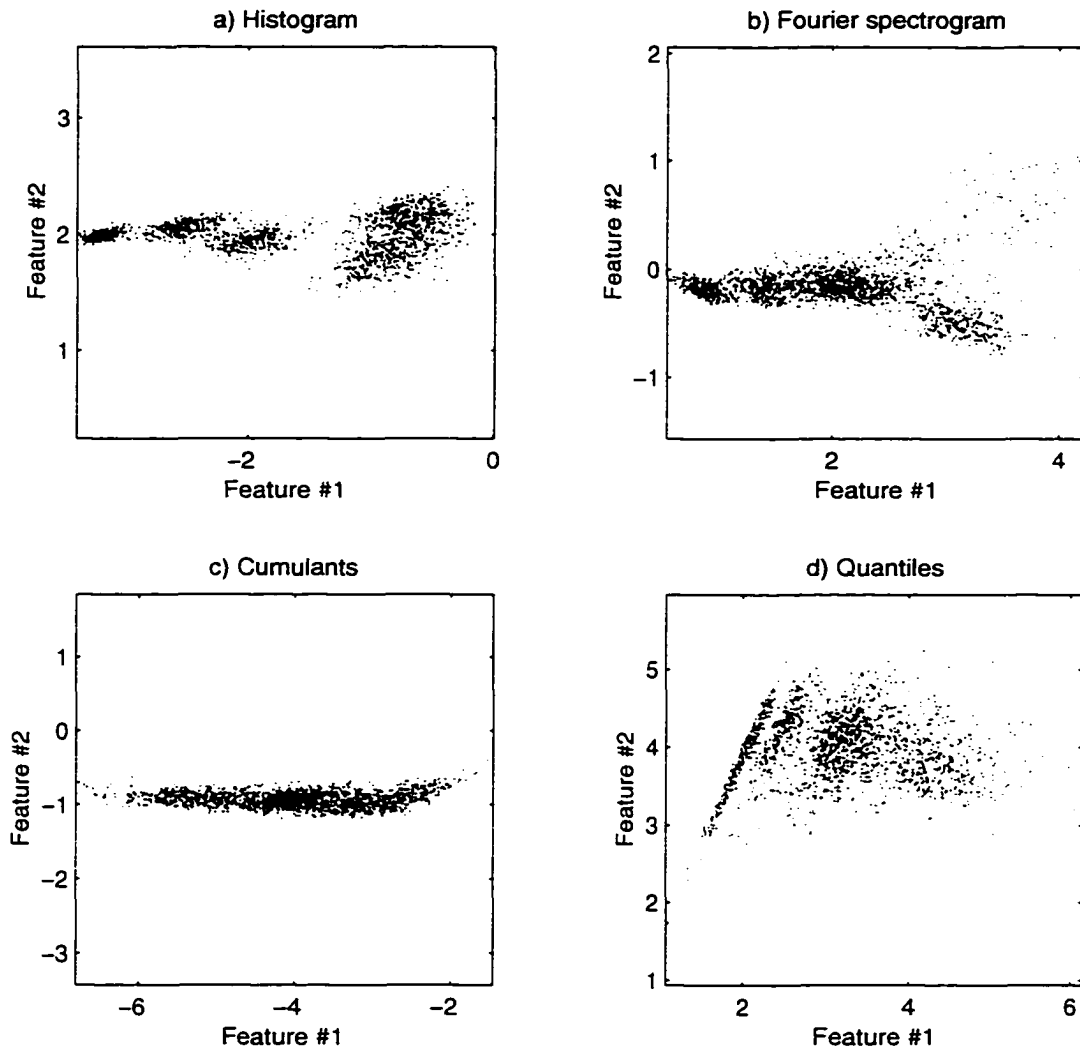 a) Histogram
3
2
1
Feature #2
−2
0
Feature #1
b) Fourier spectrogram
2
1
0
−1
Feature #2
2
4
Feature #1
c) Cumulants
1
0
−1
−2
−3
Feature #2
−6
−4
−2
Feature #1
d) Quantiles
5
4
3
2
1
Feature #2
2
4
6
Feature #1